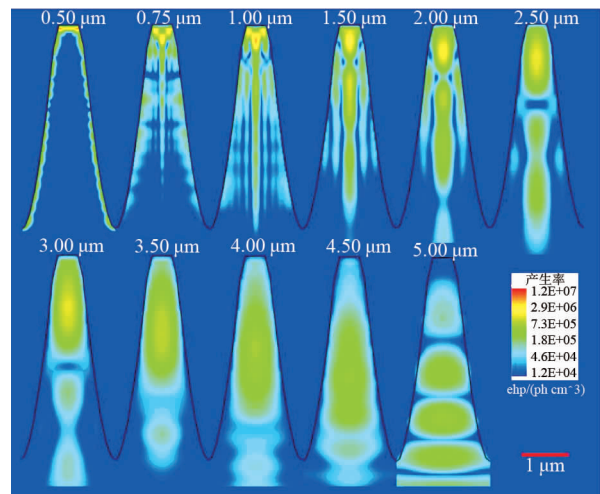 0.50 μm 0.75 μm 1.00 μm 1.50 μm 2.00 μm 2.50 μm
3.00 μm 3.50 μm 4.00 μm 4.50 μm 5.00 μm
产生率
1.2E+07
2.9E+06
7.3E+05
1.8E+05
4.6E+04
1.2E+04
ehp/(ph cm^3)
1 μm